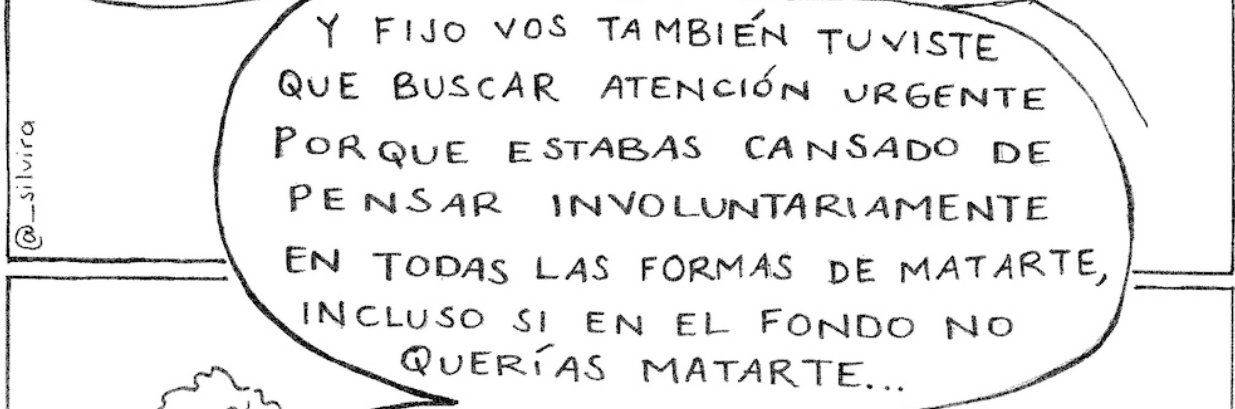 Y FIJO VOS TAMBIÉN TUVISTE
QUE BUSCAR ATENCIÓN URGENTE
PORQUE ESTABAS CANSADO DE
PENSAR INVOLUNTARIAMENTE
EN TODAS LAS FORMAS DE MATARTE,
INCLUSO SI EN EL FONDO NO
QUERÍAS MATARTE...
@_silvira